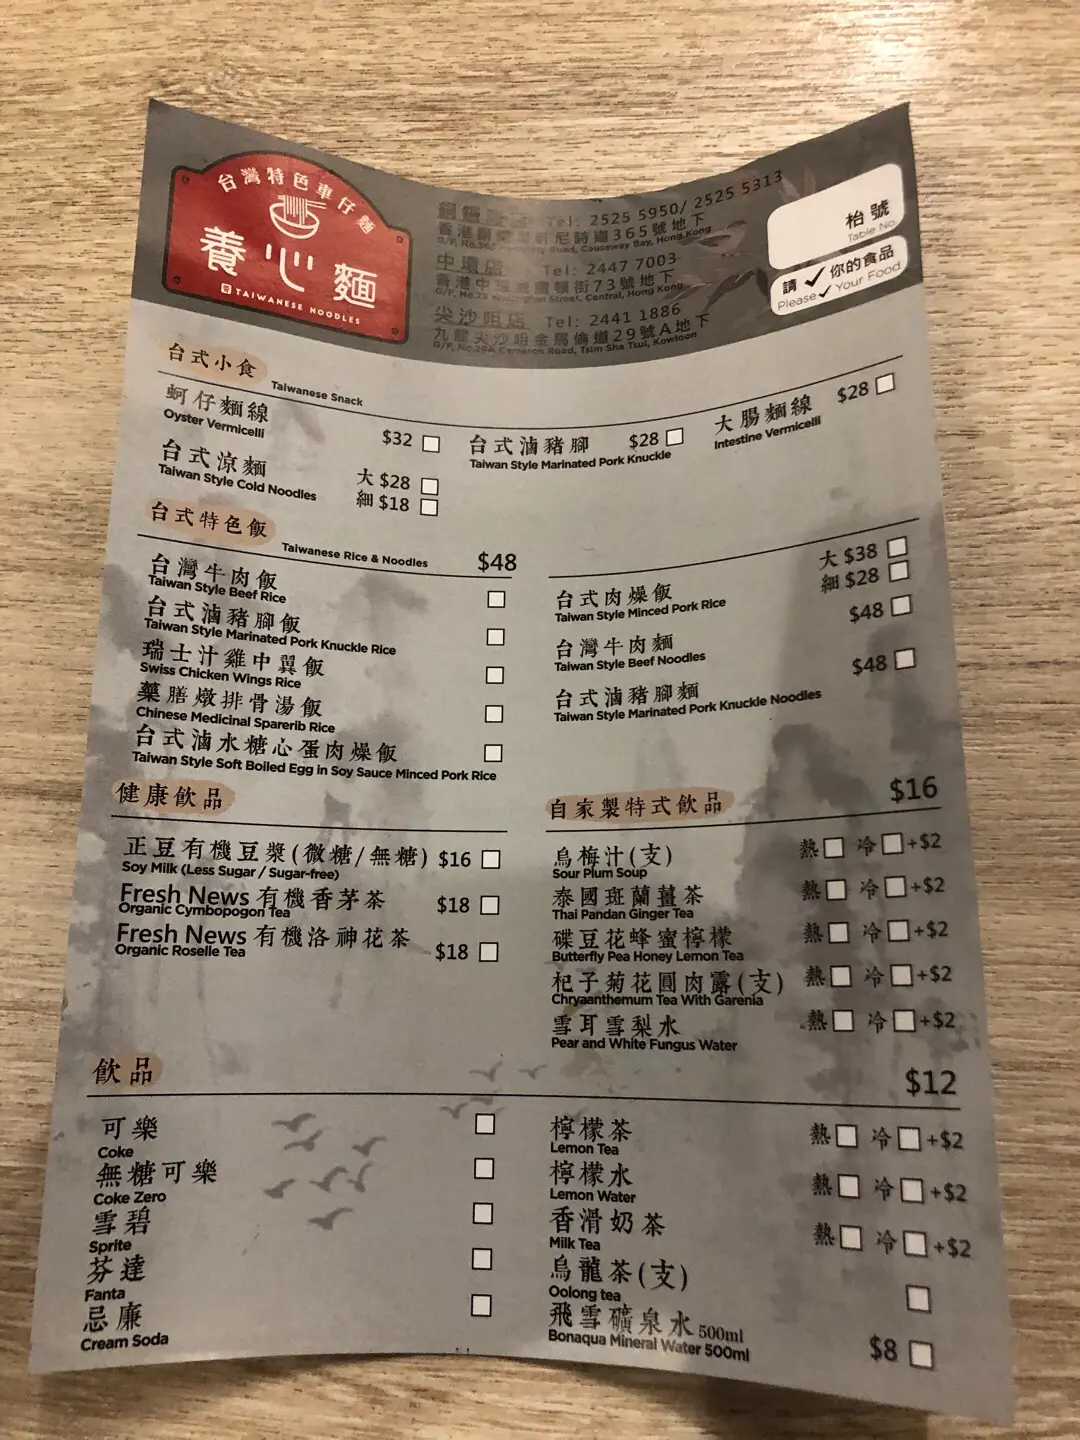 台灣特色車仔麵
養心麵
TAIWANESE NOODLES
Tel: 2525 5950/ 2525 5313
香港銅鑼灣軒尼詩道365號地下
Road, Causeway Bay, Hong Kong
中環店 Tel: 2447 7003
香港中環威靈頓街73號地下
Street, Central, Hong Kong
尖沙咀店 Tel: 2441 1886
九龍尖沙咀金馬倫道29號A地下
G/F, No.29A Cameron Road, Tsim Sha Tsui, Kowloon
枱號
Table No
請 ✓ 你的食品
Please ✓ Your Food
台式小食 Taiwanese Snack
蚵仔麵線 $32
Oyster Vermicelli
台式滷豬腳 $28
Taiwan Style Marinated Pork Knuckle
大腸麵線 $28
Intestine Vermicelli
台式涼麵 大 $28
Taiwan Style Cold Noodles 細 $18
台式特色飯 Taiwanese Rice & Noodles $48
台灣牛肉飯
Taiwan Style Beef Rice
台式滷豬腳飯
Taiwan Style Marinated Pork Knuckle Rice
瑞士汁雞中翼飯
Swiss Chicken Wings Rice
藥膳燉排骨湯飯
Chinese Medicinal Sparerib Rice
台式滷水糖心蛋肉燥飯
Taiwan Style Soft Boiled Egg in Soy Sauce Minced Pork Rice
大 $38
台式肉燥飯 細 $28
Taiwan Style Minced Pork Rice
台灣牛肉麵 $48
Taiwan Style Beef Noodles
台式滷豬腳麵 $48
Taiwan Style Marinated Pork Knuckle Noodles
健康飲品
正豆有機豆漿(微糖/無糖) $16
Soy Milk (Less Sugar / Sugar-free)
Fresh News 有機香茅茶 $18
Organic Cymbopogon Tea
Fresh News 有機洛神花茶 $18
Organic Roselle Tea
自家製特式飲品 $16
烏梅汁(支) 熱 冷 +$2
Sour Plum Soup
泰國斑蘭薑茶 熱 冷 +$2
Thai Pandan Ginger Tea
碟豆花蜂蜜檸檬 熱 冷 +$2
Butterfly Pea Honey Lemon Tea
杞子菊花圓肉露(支) 熱 冷 +$2
Chryaanthemum Tea With Garenia
雪耳雪梨水 熱 冷 +$2
Pear and White Fungus Water
飲品 $12
可樂
Coke
無糖可樂
Coke Zero
雪碧
Sprite
芬達
Fanta
忌廉
Cream Soda
檸檬茶 熱 冷 +$2
Lemon Tea
檸檬水 熱 冷 +$2
Lemon Water
香滑奶茶 熱 冷 +$2
Milk Tea
烏龍茶(支)
Oolong tea
飛雪礦泉水 500ml $8
Bonaqua Mineral Water 500ml